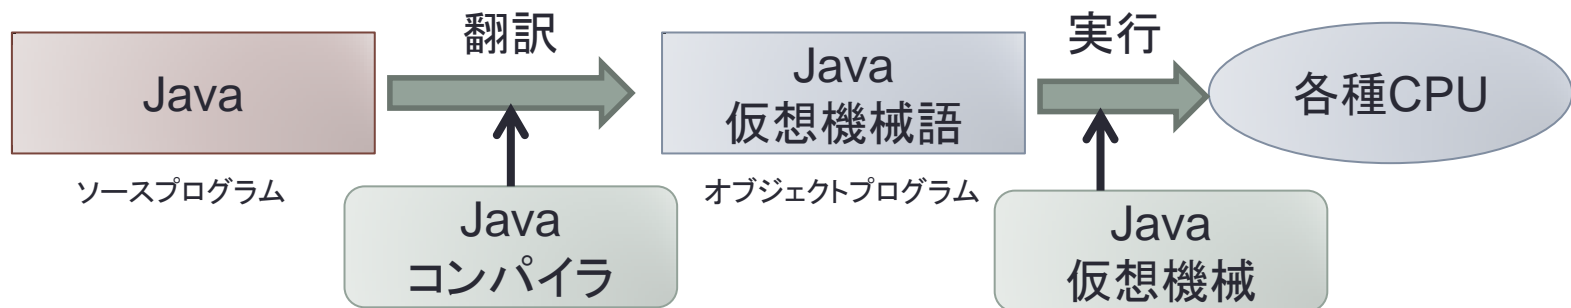 翻訳
実行
Java
Java
仮想機械語
各種CPU
ソースプログラム
オブジェクトプログラム
Java
コンパイラ
Java
仮想機械